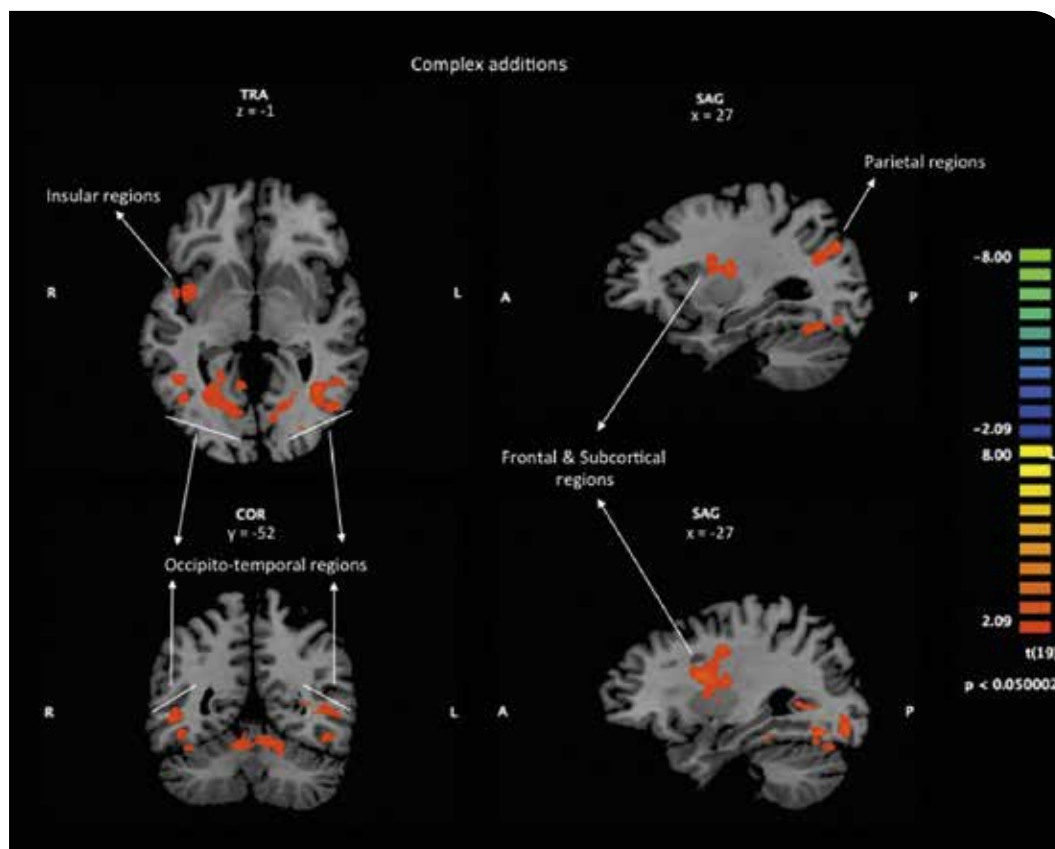 Complex additions
TRA
z = -1
SAG
x = 27
Insular regions
Parietal regions
R
L
A
P
-8.00
-2.09
8.00
Frontal & Subcortical
regions
COR
y = -52
SAG
x = -27
Occipito-temporal regions
2.09
t(19
p < 0.050002
R
L
A
P